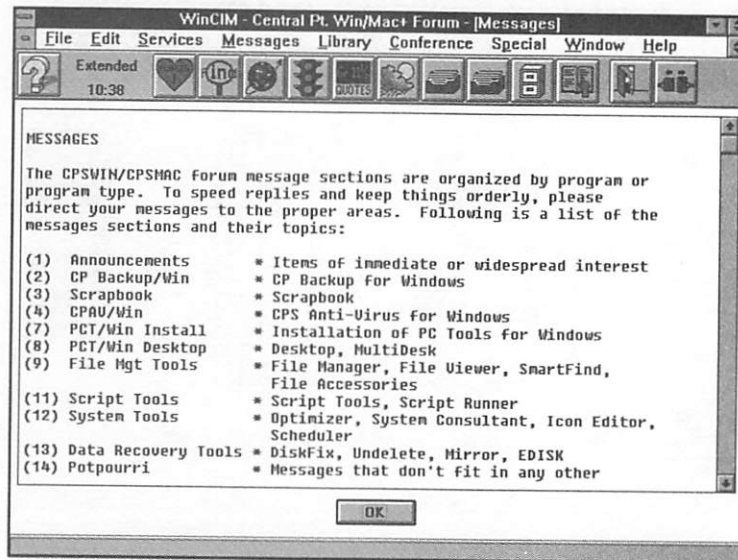 WinCIM - Central Pt. Win/Mac+ Forum - [Messages]
File Edit Services Messages Library Conference Special Window Help
Extended
10:38
QUOTES
MESSAGES
The CPSWIN/CPSMAC forum message sections are organized by program or
program type. To speed replies and keep things orderly, please
direct your messages to the proper areas. Following is a list of the
messages sections and their topics:
(1) Announcements * Items of immediate or widespread interest
(2) CP Backup/Win * CP Backup for Windows
(3) Scrapbook * Scrapbook
(4) CPAV/Win * CPS Anti-Virus for Windows
(7) PCT/Win Install * Installation of PC Tools for Windows
(8) PCT/Win Desktop * Desktop, MultiDesk
(9) File Mgt Tools * File Manager, File Viewer, SmartFind,
File Accessories
(11) Script Tools * Script Tools, Script Runner
(12) System Tools * Optimizer, System Consultant, Icon Editor,
Scheduler
(13) Data Recovery Tools * DiskFix, Undelete, Mirror, EDISK
(14) Potpourri * Messages that don't fit in any other
OK